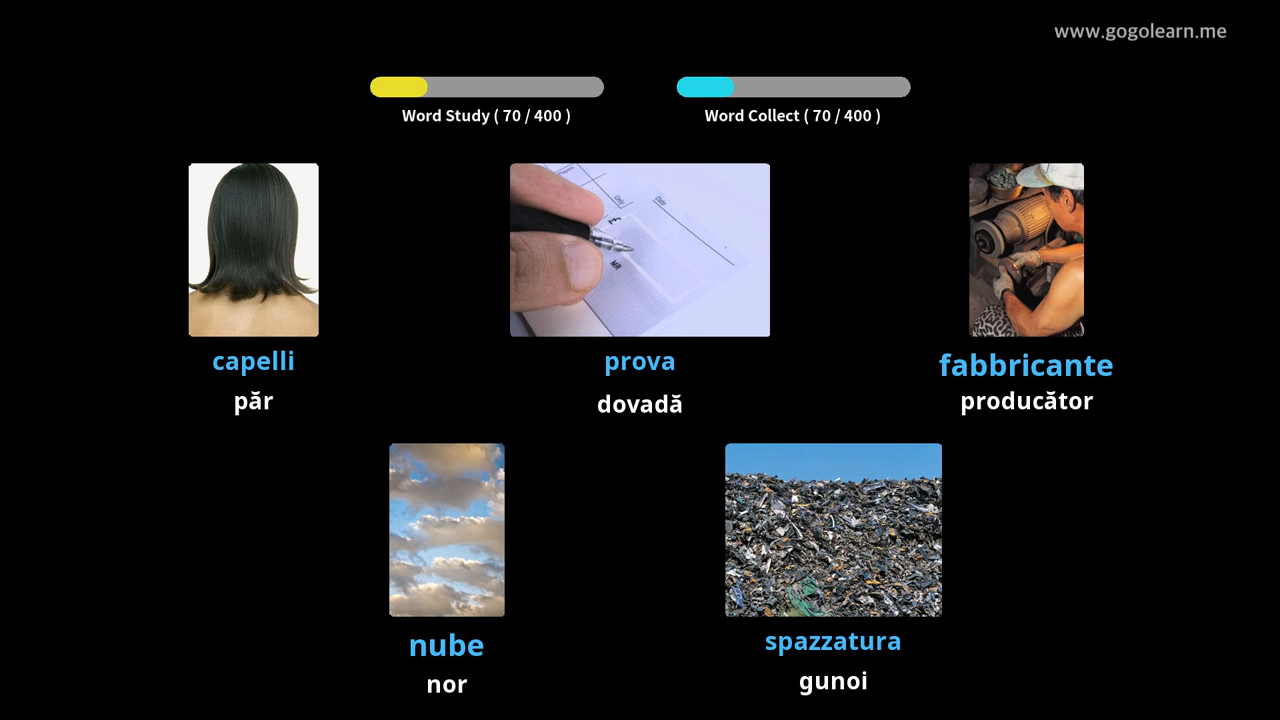 www.gogolearn.me
Word Study ( 70 / 400 )
Word Collect ( 70 / 400 )
capelli
păr
prova
dovadă
fabbricante
producător
nube
nor
spazzatura
gunoi